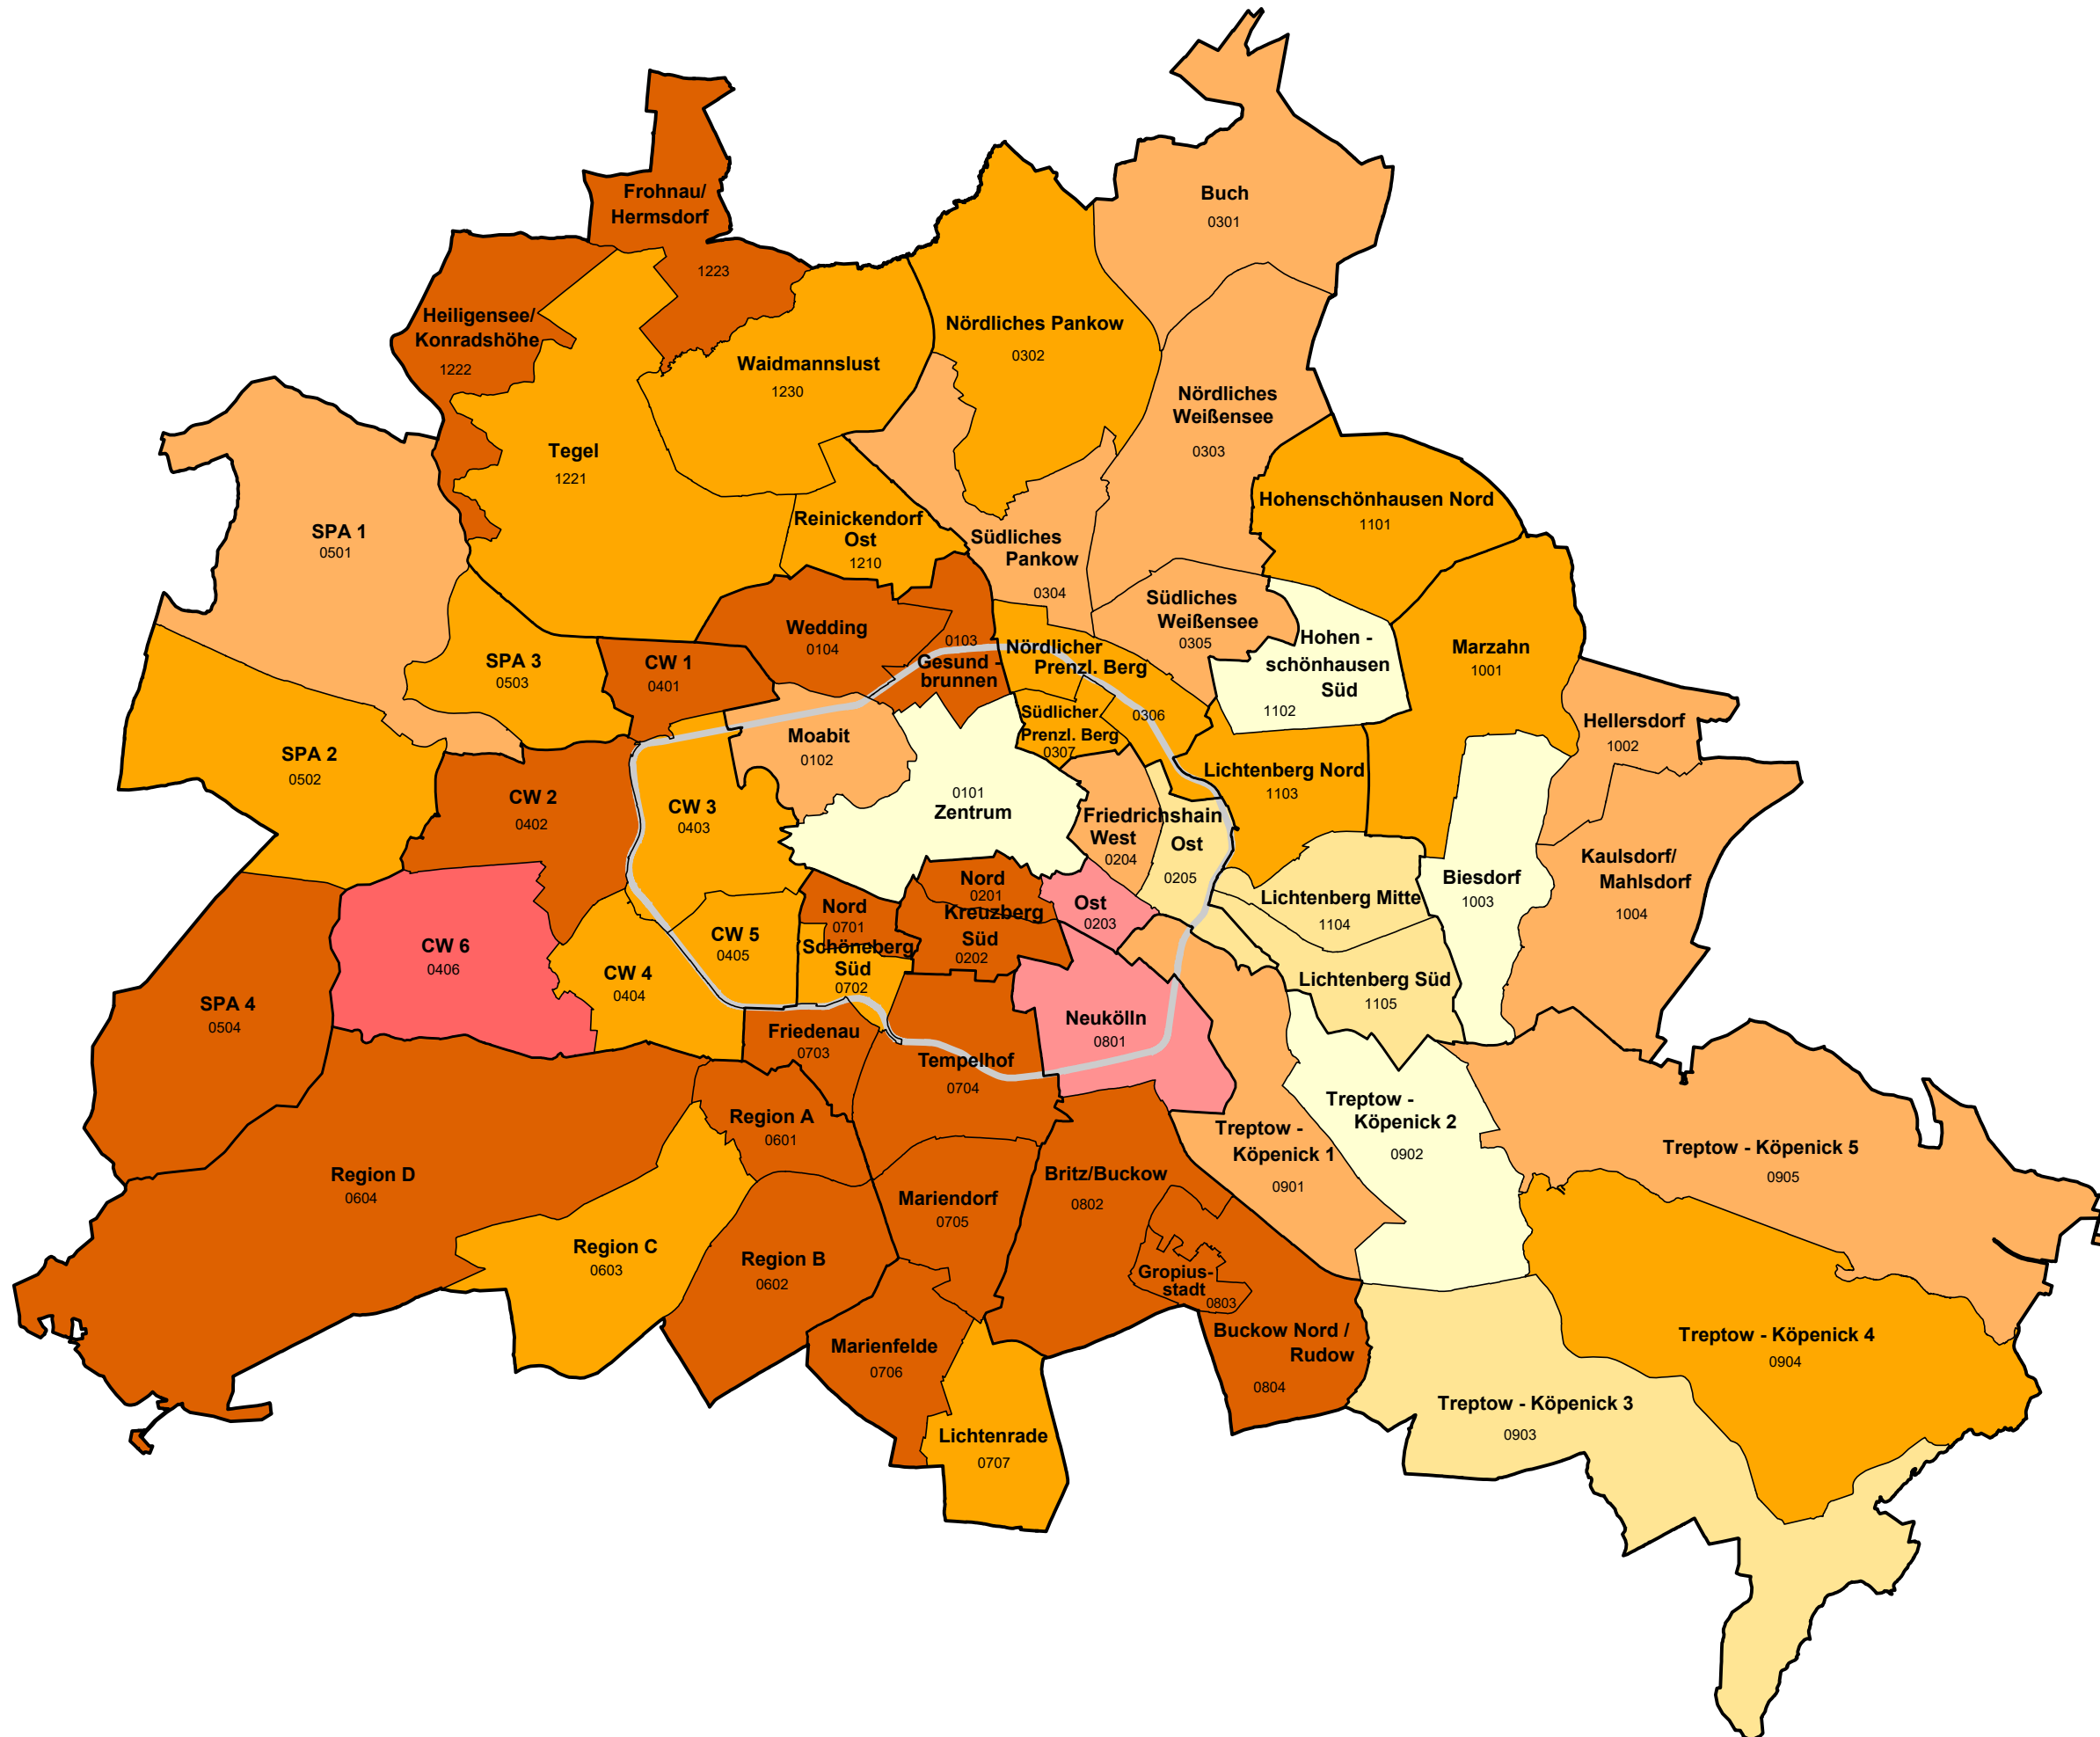 Buch
0301
Frohnau/
Hermsdorf
1223
Heiligensee/
Konradshöhe
1222
Nördliches Pankow
0302
Waidmannslust
1230
Nördliches
Weißensee
0303
Tegel
1221
Hohenschönhausen Nord
1101
SPA 1
0501
Reinickendorf
Ost
1210
Südliches
Pankow
0304
Südliches
Weißensee
0305
Wedding
0104
0103
Gesund -
brunnen
Nördlicher
Prenzl. Berg
0306
Hohen -
schönhausen
Süd
1102
Marzahn
1001
SPA 3
0503
CW 1
0401
Südlicher
Prenzl. Berg
0307
Hellersdorf
1002
Moabit
0102
SPA 2
0502
CW 2
0402
CW 3
0403
0101
Zentrum
Lichtenberg Nord
1103
Friedrichshain
West
0204
Ost
0205
Kaulsdorf/
Mahlsdorf
1004
Biesdorf
1003
Lichtenberg Mitte
1104
Nord
0201
Kreuzberg
Süd
0202
Ost
0203
Nord
0701
Schöneberg
Süd
0702
CW 5
0405
CW 6
0406
CW 4
0404
Lichtenberg Süd
1105
SPA 4
0504
Neukölln
0801
Friedenau
0703
Tempelhof
0704
Region A
0601
Treptow -
Köpenick 2
0902
Treptow -
Köpenick 1
0901
Treptow - Köpenick 5
0905
Region D
0604
Britz/Buckow
0802
Mariendorf
0705
Region C
0603
Region B
0602
Gropius-
stadt
0803
Buckow Nord /
Rudow
0804
Treptow - Köpenick 4
0904
Marienfelde
0706
Treptow - Köpenick 3
0903
Lichtenrade
0707